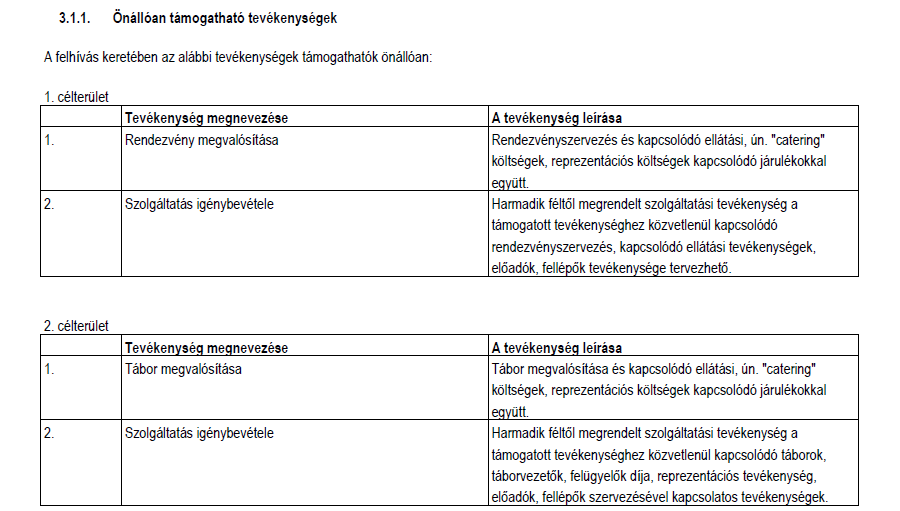 3.1.1. Önállóan támogatható tevékenységek
A felhívás keretében az alábbi tevékenységek támogathatók önállóan:
1. célterület
Tevékenység megnevezése A tevékenység leírása
1. Rendezvény megvalósítása Rendezvényszervezés és kapcsolódó ellátási, ún. "catering"
költségek, reprezentációs költségek kapcsolódó járulékokkal
együtt.
2. Szolgáltatás igénybevétele Harmadik féltől megrendelt szolgáltatási tevékenység a
támogatott tevékenységhez közvetlenül kapcsolódó
rendezvényszervezés, kapcsolódó ellátási tevékenységek,
előadók, fellépők tevékenysége tervezhető.
2. célterület
Tevékenység megnevezése A tevékenység leírása
1. Tábor megvalósítása Tábor megvalósítása és kapcsolódó ellátási, ún. "catering"
költségek, reprezentációs költségek kapcsolódó járulékokkal
együtt.
2. Szolgáltatás igénybevétele Harmadik féltől megrendelt szolgáltatási tevékenység a
támogatott tevékenységhez közvetlenül kapcsolódó táborok,
táborvezetők, felügyelők díja, reprezentációs tevékenység,
előadók, fellépők szervezésével kapcsolatos tevékenységek.